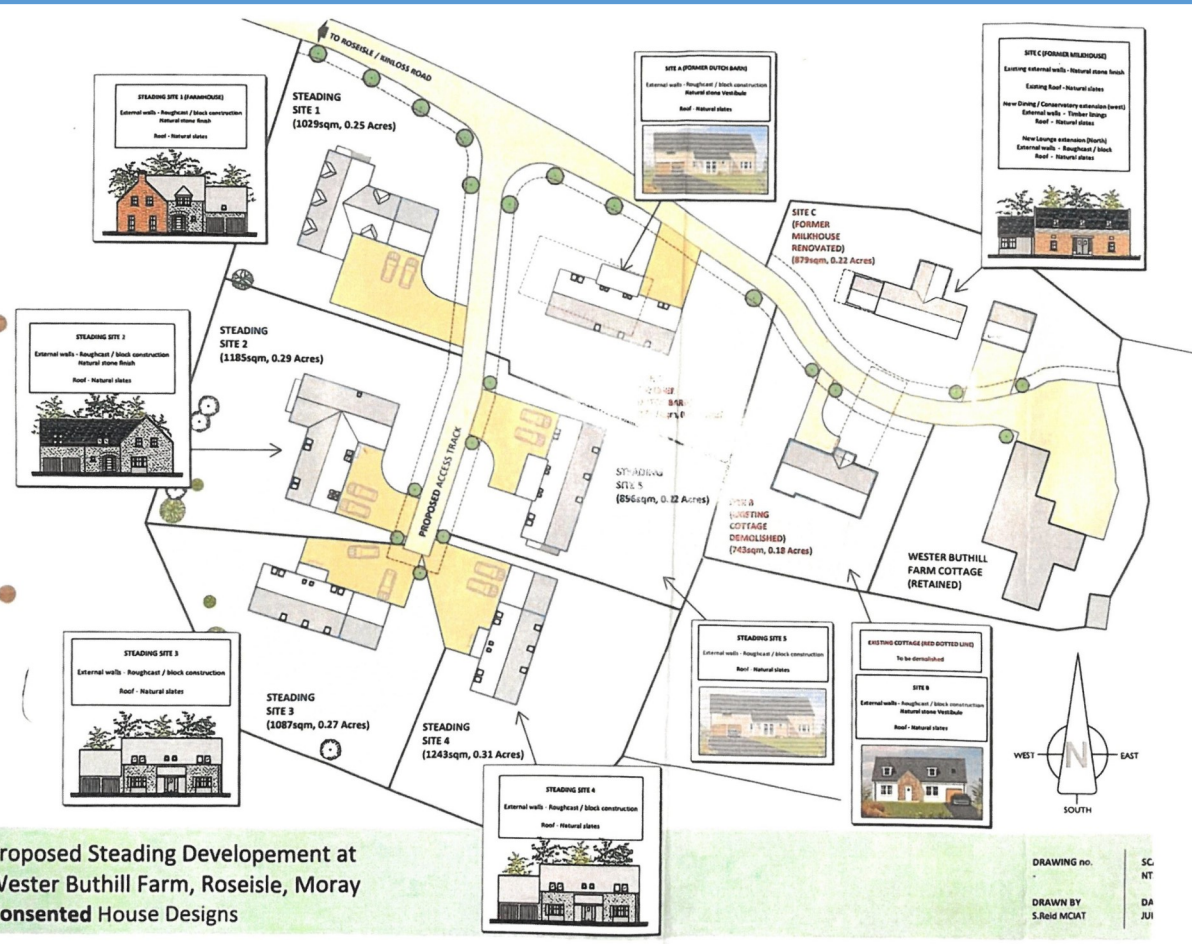 TO ROSEISLE / KINLOSS ROAD
STEADING SITE 1 (FARMHOUSE)
External walls - Roughcast / block construction
Natural stone finish
Roof - Natural slates
STEADING
SITE 1
(1029sqm, 0.25 Acres)
SITE A (FORMER DUTCH BARN)
External walls - Roughcast / block construction
Natural stone Vestibule
Roof - Natural slates
SITE C (FORMER MILKHOUSE)
Existing external walls - Natural stone finish
Existing Roof - Natural slates
New Dining / Conservatory extension (west)
External walls - Timber linings
Roof - Natural slates
New Lounge extension (North)
External walls - Roughcast / block
Roof - Natural slates
SITE C
(FORMER
MILKHOUSE
RENOVATED)
(879sqm, 0.22 Acres)
STEADING SITE 2
External walls - Roughcast / block construction
Natural stone finish
Roof - Natural slates
STEADING
SITE 2
(1185sqm, 0.29 Acres)
PROPOSED ACCESS TRACK
STEADING
SITE 5
(856sqm, 0.22 Acres)
COTTAGE
DEMOLISHED)
(743sqm, 0.18 Acres)
WESTER BUTHILL
FARM COTTAGE
(RETAINED)
STEADING SITE 3
External walls - Roughcast / block construction
Roof - Natural slates
STEADING
SITE 3
(1087sqm, 0.27 Acres)
STEADING
SITE 4
(1243sqm, 0.31 Acres)
STEADING SITE 5
External walls - Roughcast / block construction
Roof - Natural slates
EXISTING COTTAGE (RED DOTTED LINE)
To be demolished
SITE B
External walls - Roughcast / block construction
Natural stone Vestibule
Roof - Natural slates
STEADING SITE 4
External walls - Roughcast / block construction
Roof - Natural slates
N
WEST
EAST
SOUTH
roposed Steading Developement at
Wester Buthill Farm, Roseisle, Moray
onsented House Designs
DRAWING no.
-
DRAWN BY
S.Reid MCIAT
SC
NT
DA
JU